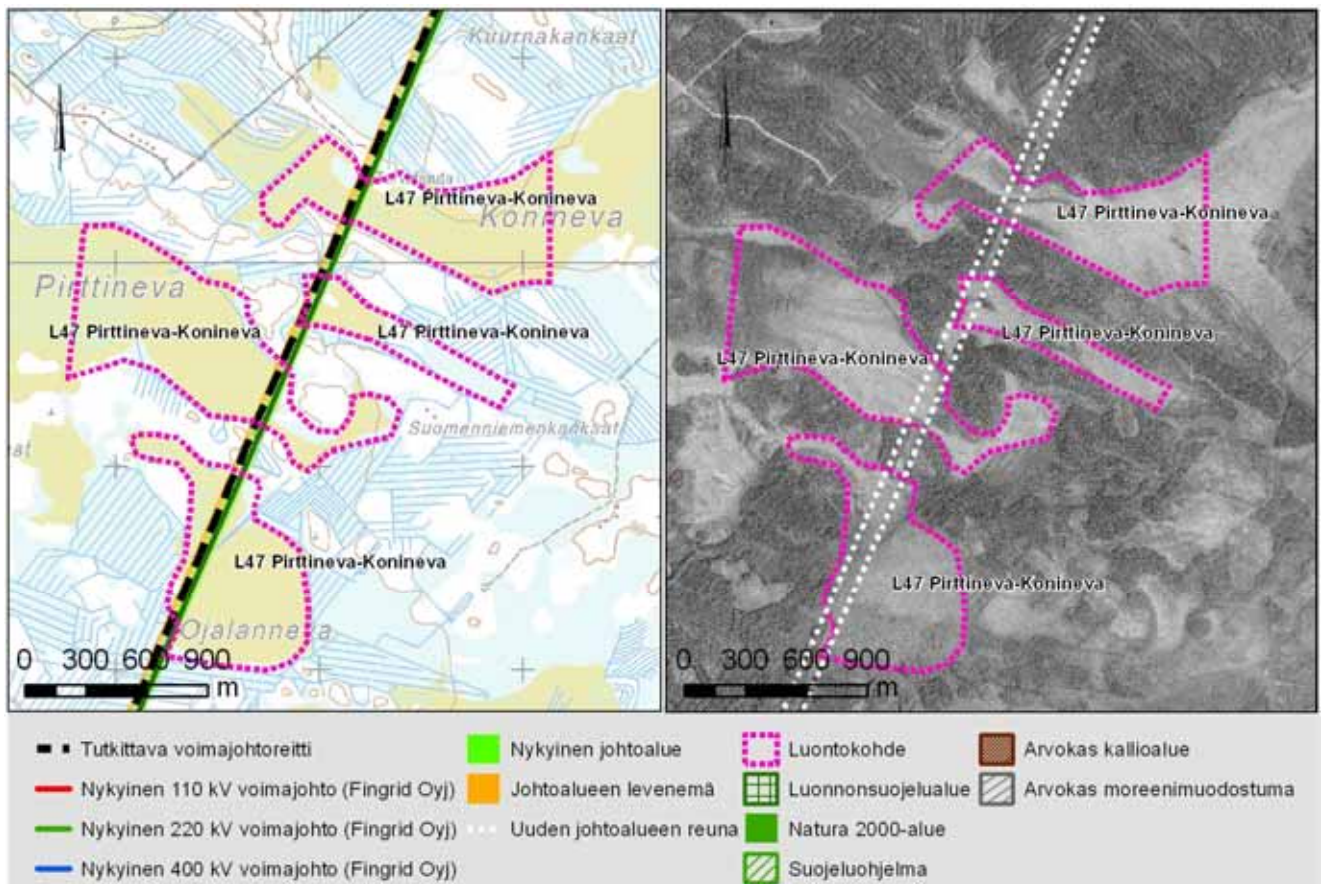 Kuurnakankaat
L47 Pirttineva-Konineva
Konineva
Pirttineva
L47 Pirttineva-Konineva
L47 Pirttineva-Konineva
Suomenniemenkankaat
aat
L47 Pirttineva-Konineva
Ojalanneva
0 300 600 900
m
L47 Pirttineva-Konineva
L47 Pirttineva-Konineva
L47 Pirttineva-Konineva
L47 Pirttineva-Konineva
0 300 600 900
m
Tutkittava voimajohtoreitti
Nykyinen 110 kV voimajohto (Fingrid Oyj)
Nykyinen 220 kV voimajohto (Fingrid Oyj)
Nykyinen 400 kV voimajohto (Fingrid Oyj)
Nykyinen johtoalue
Johtoalueen levenemä
Uuden johtoalueen reuna
Luontokohde
Luonnonsuojelualue
Natura 2000-alue
Suojeluohjelma
Arvokas kallioalue
Arvokas moreenimuodostuma